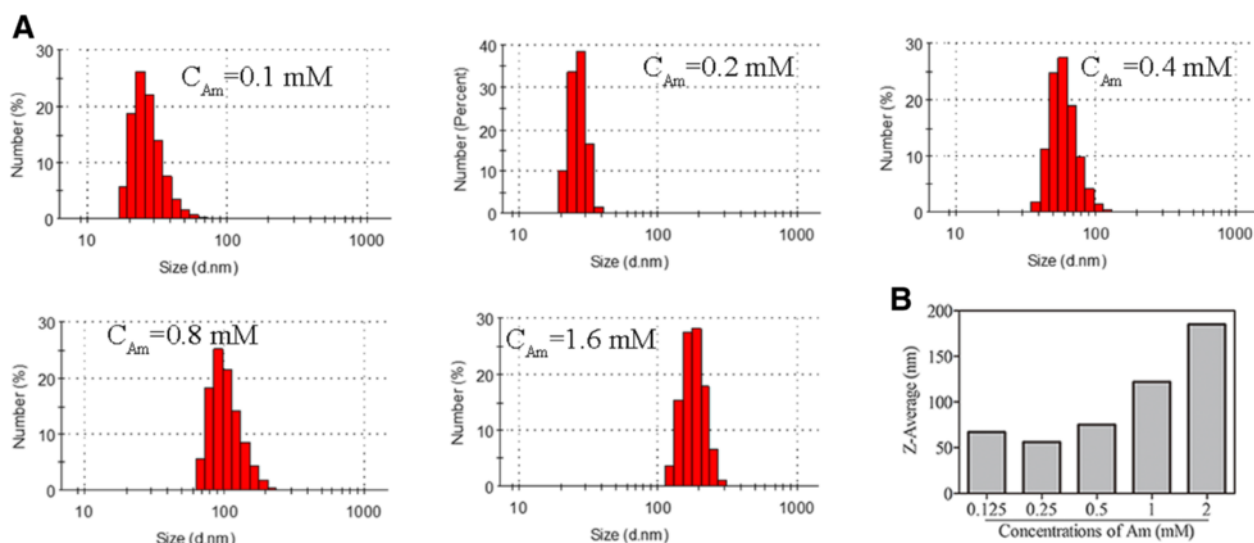 A
C_Am=0.1 mM
Number (%)
30
20
10
0
10 100 1000
Size (d.nm)
C_Am=0.2 mM
Number (Percent)
40
30
20
10
0
10 100 1000
Size (d.nm)
C_Am=0.4 mM
Number (%)
30
20
10
0
10 100 1000
Size (d.nm)
C_Am=0.8 mM
Number (%)
30
20
10
0
10 100 1000
Size (d.nm)
C_Am=1.6 mM
Number (%)
30
20
10
0
10 100 1000
Size (d.nm)
B
Z-Average (nm)
200
150
100
50
0
0.125 0.25 0.5 1 2
Concentrations of Am (mM)